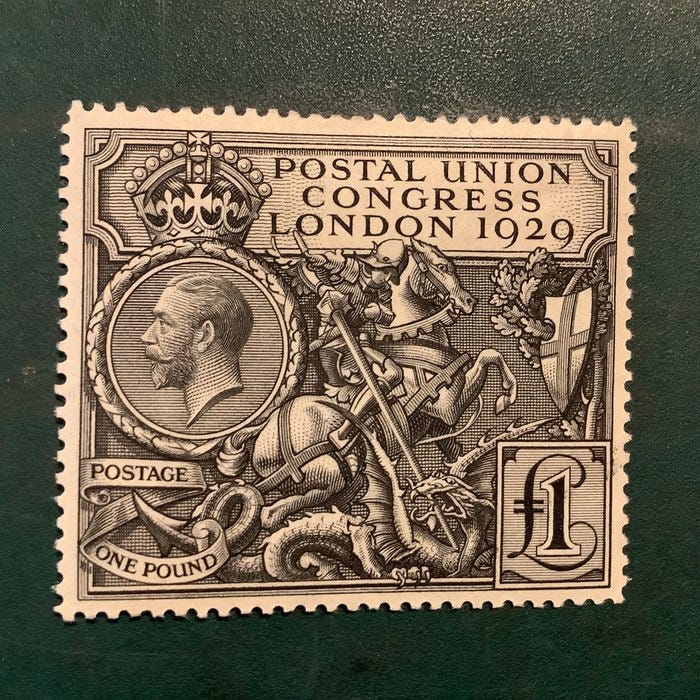 POSTAL UNION
CONGRESS
LONDON 1929
POSTAGE
ONE POUND
£1